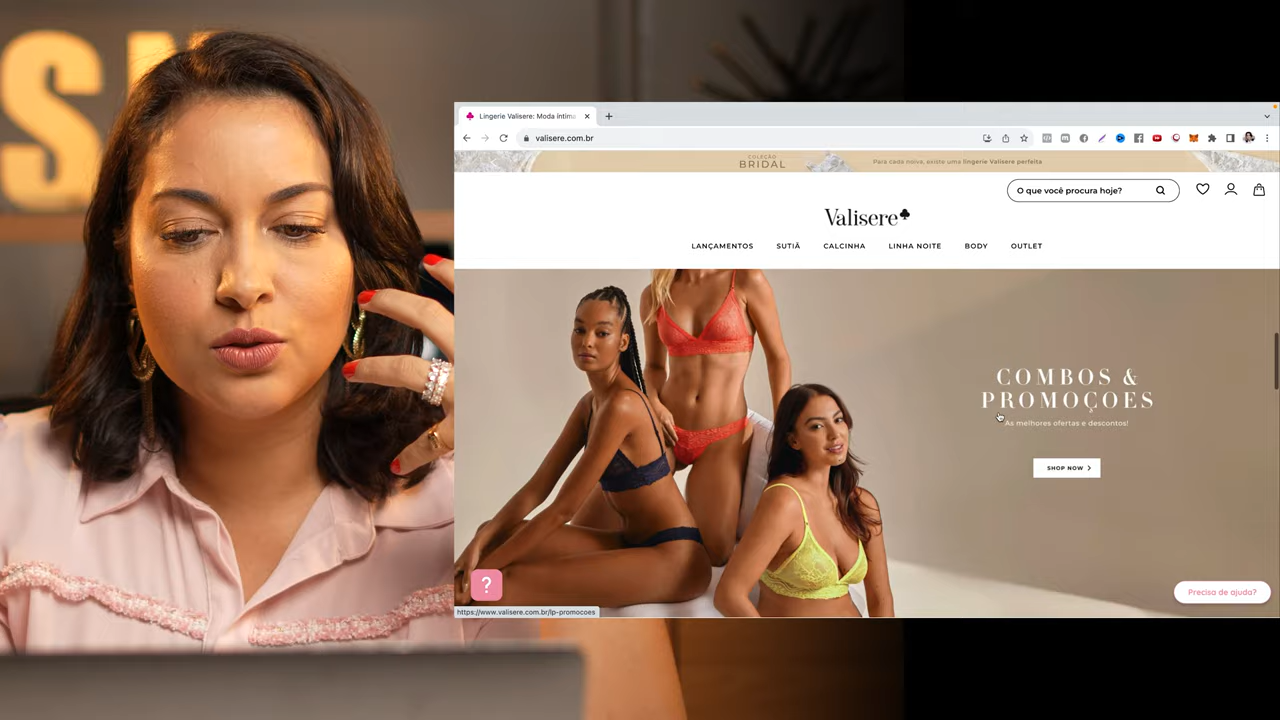 SH
Lingerie Valisere: Moda íntima
valisere.com.br
COLEÇÃO
BRIDAL
Para cada noiva, existe uma lingerie Valisere perfeita
O que você procura hoje?
Valisere
LANÇAMENTOS SUTIÃ CALCINHA LINHA NOITE BODY OUTLET
COMBOS &
PROMOÇOES
As melhores ofertas e descontos!
SHOP NOW
?
Precisa de ajuda?
https://www.valisere.com.br/lp-promocoes